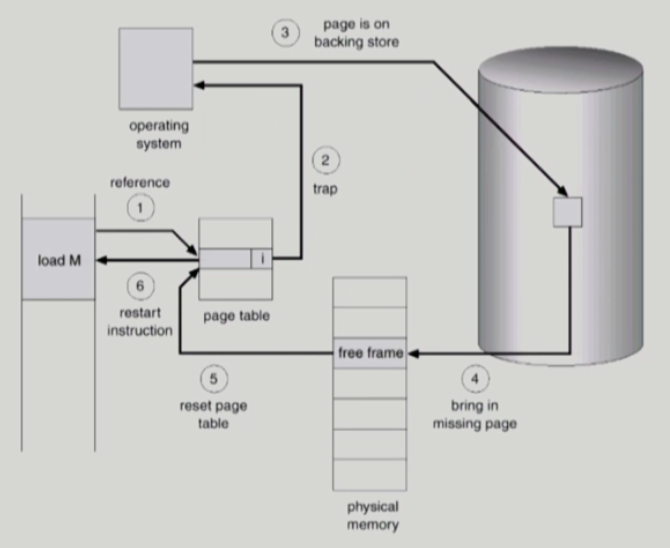 3
page is on
backing store
operating
system
2
trap
reference
1
load M
i
6
restart
instruction
page table
free frame
5
reset page
table
4
bring in
missing page
physical
memory